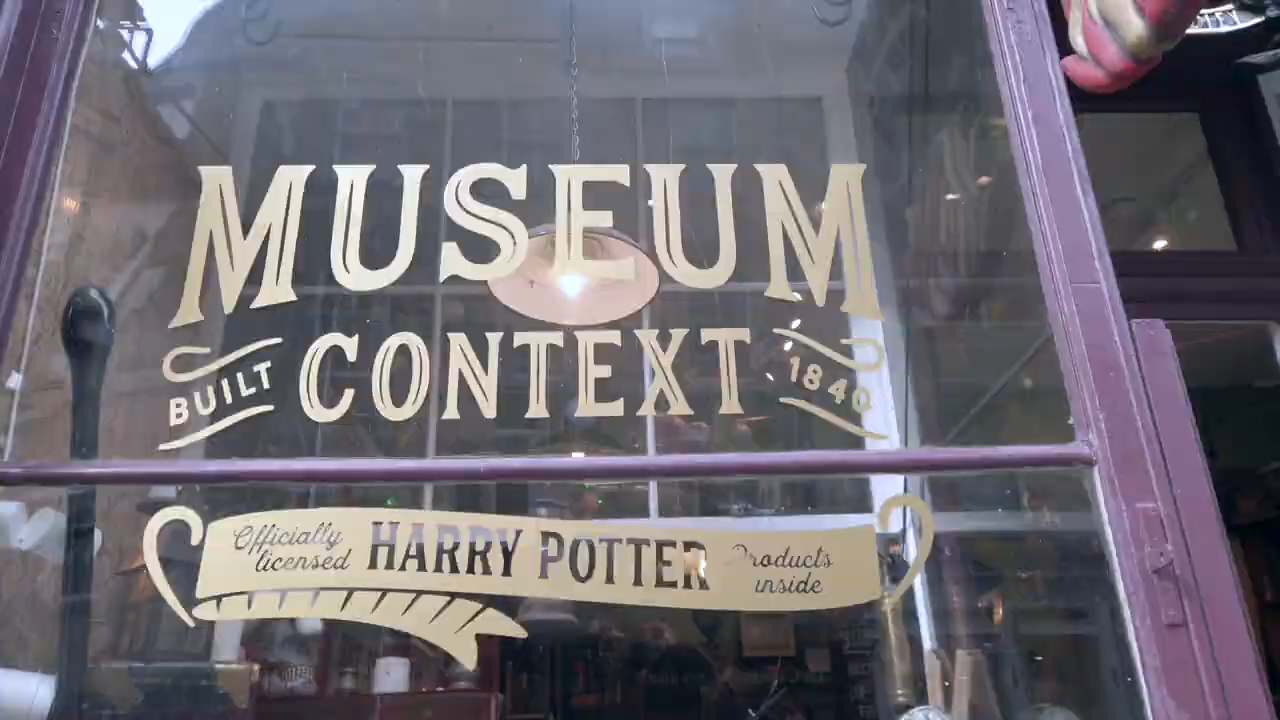 MUSEUM
CONTEXT
BUILT
1840
Officially
licensed
HARRY POTTER
Products
inside